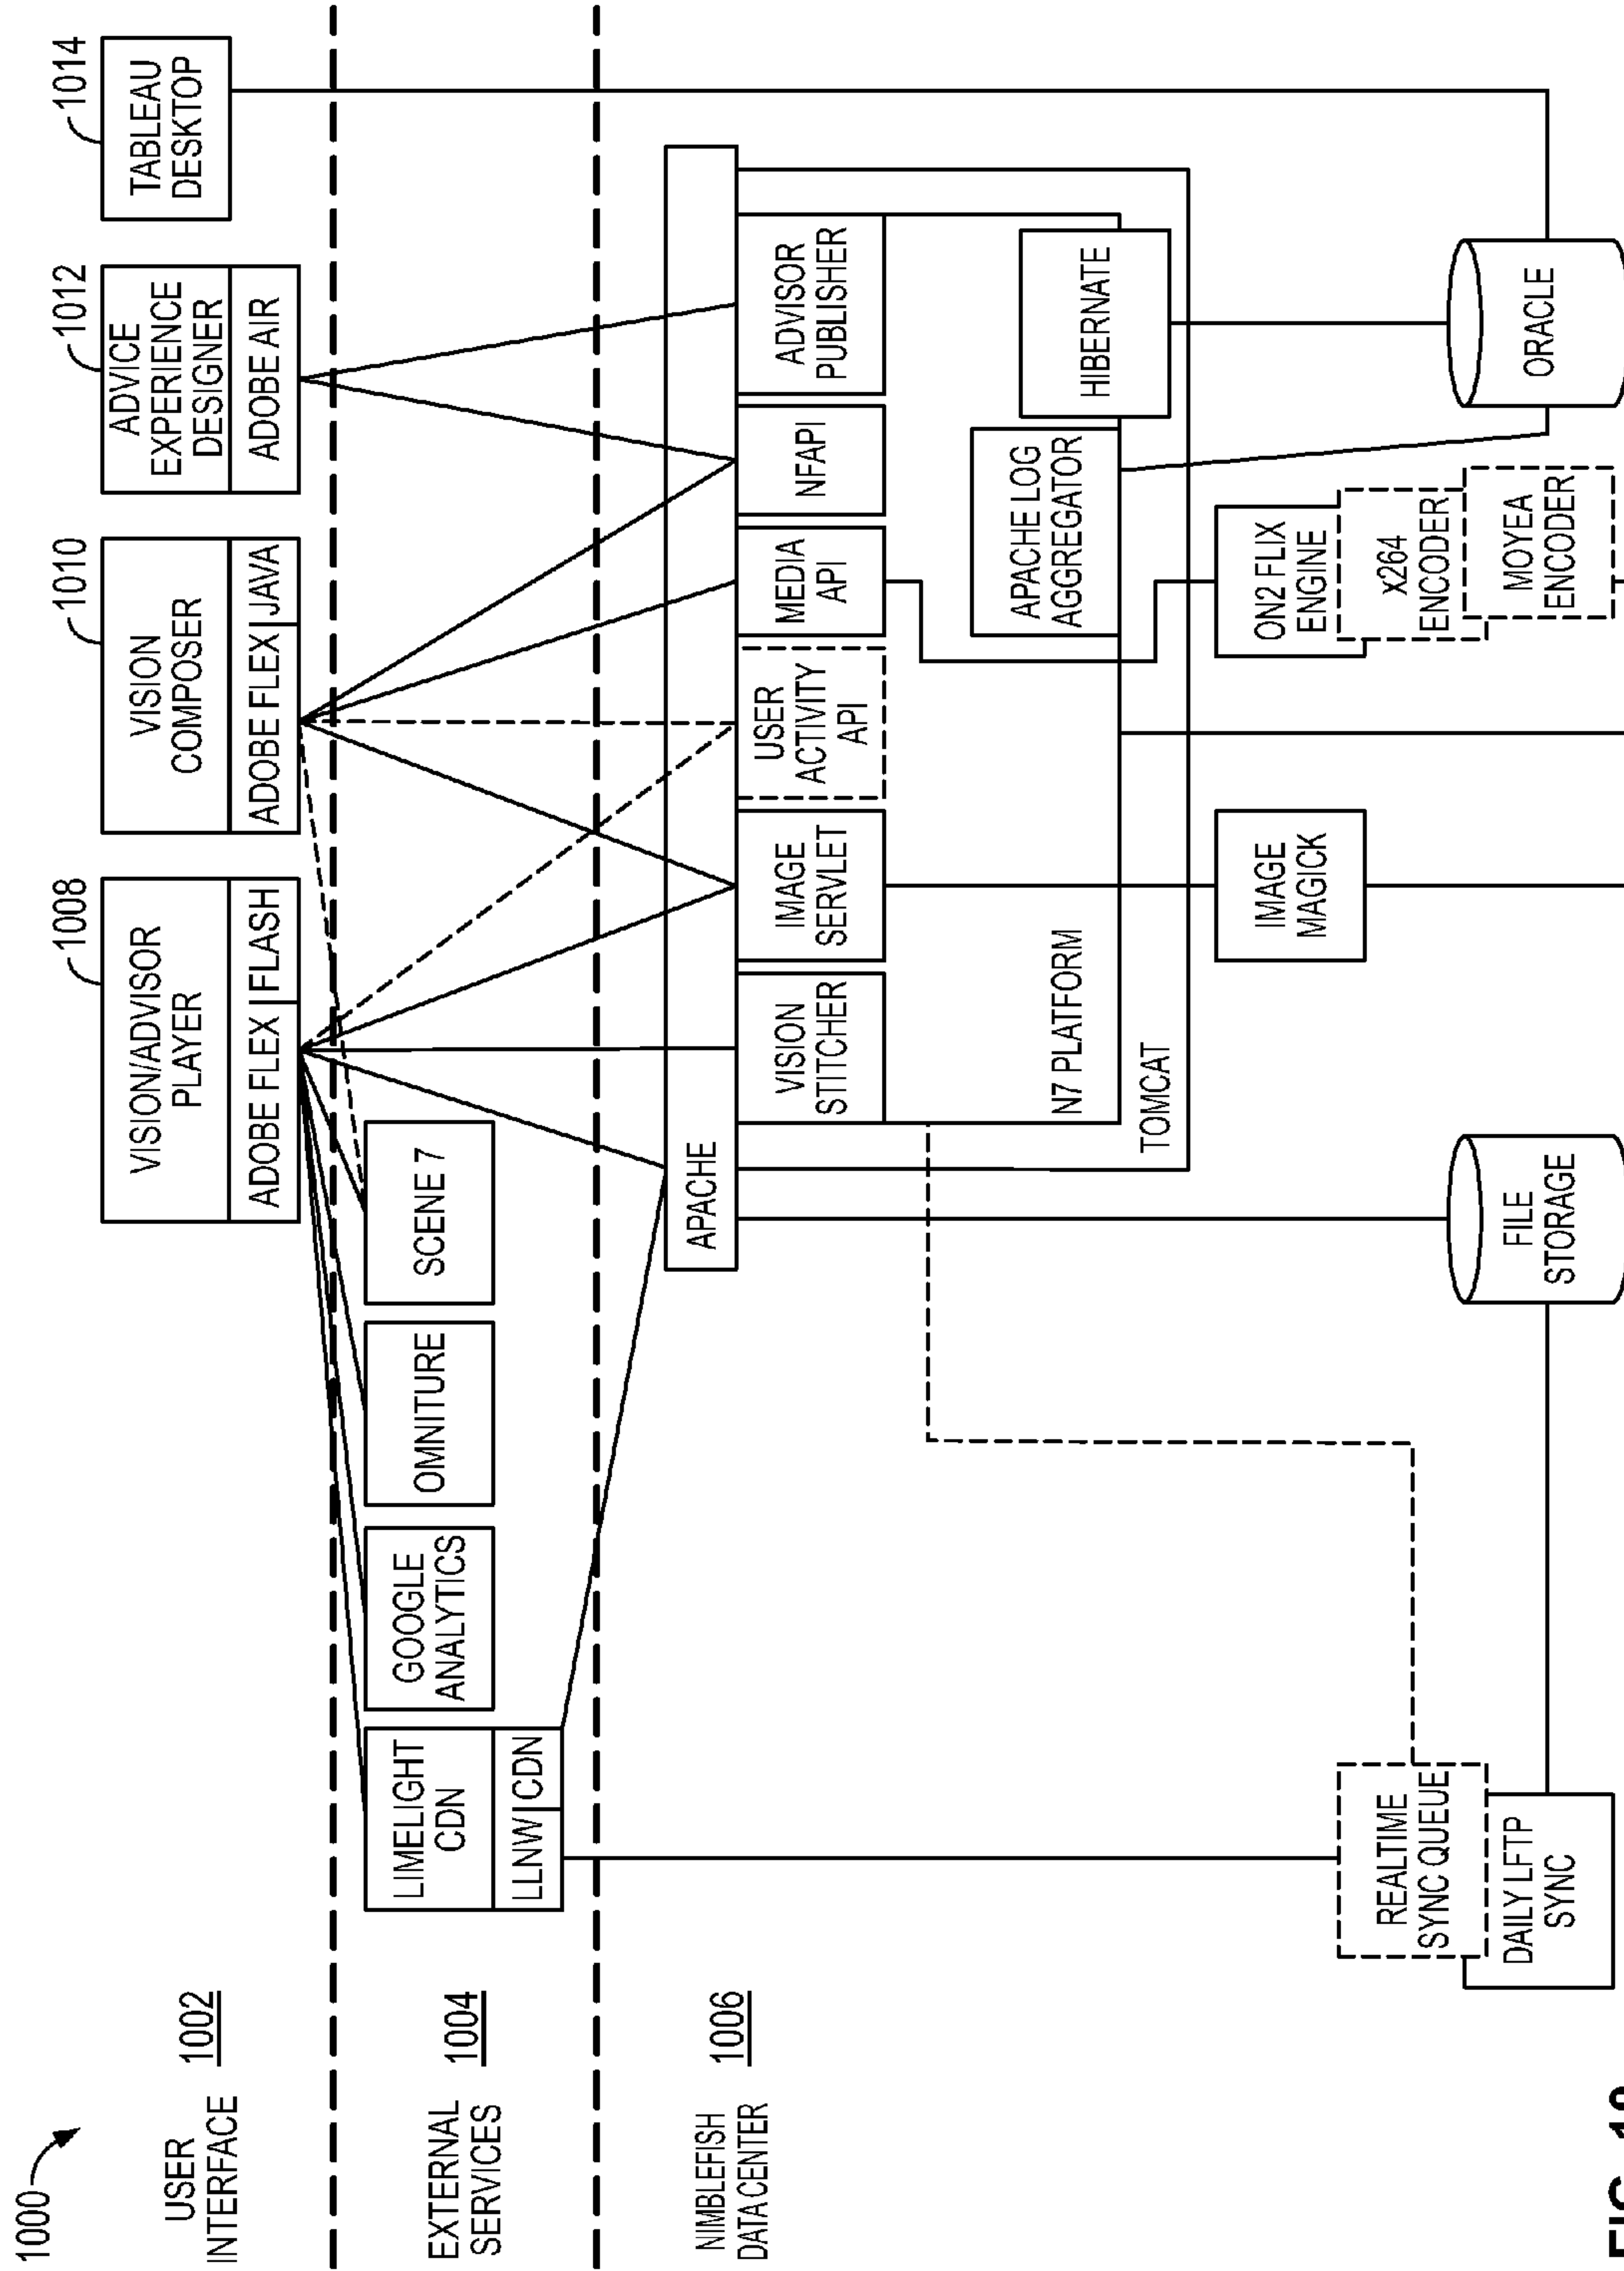 1000
USER
INTERFACE
1002
1008
VISION/ADVISOR
PLAYER
ADOBE FLEX
FLASH
1010
VISION
COMPOSER
ADOBE FLEX
JAVA
1012
ADVICE
EXPERIENCE
DESIGNER
ADOBE AIR
1014
TABLEAU
DESKTOP
EXTERNAL
SERVICES
1004
LIMELIGHT
CDN
LLNW
CDN
GOOGLE
ANALYTICS
OMNITURE
SCENE 7
NIMBLEFISH
DATACENTER
1006
APACHE
VISION
STITCHER
IMAGE
SERVLET
USER
ACTIVITY
API
MEDIA
API
NFAPI
ADVISOR
PUBLISHER
N7 PLATFORM
APACHE LOG
AGGREGATOR
HIBERNATE
TOMCAT
IMAGE
MAGICK
ON2 FLIX
ENGINE
x264
ENCODER
MOYEA
ENCODER
REALTIME
SYNC QUEUE
DAILY LFTP
SYNC
FILE
STORAGE
ORACLE